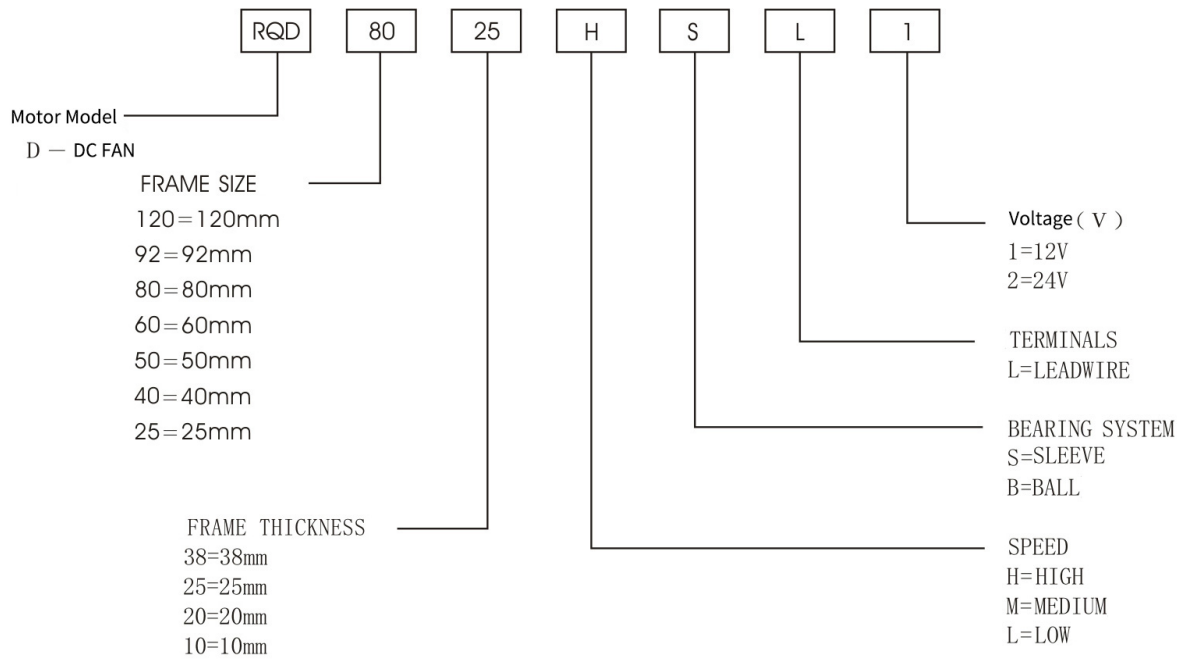 RQD 80 25 H S L 1
Motor Model
D — DC FAN
FRAME SIZE
120=120mm
92=92mm
80=80mm
60=60mm
50=50mm
40=40mm
25=25mm
FRAME THICKNESS
38=38mm
25=25mm
20=20mm
10=10mm
Voltage( V )
1=12V
2=24V
TERMINALS
L=LEADWIRE
BEARING SYSTEM
S=SLEEVE
B=BALL
SPEED
H=HIGH
M=MEDIUM
L=LOW